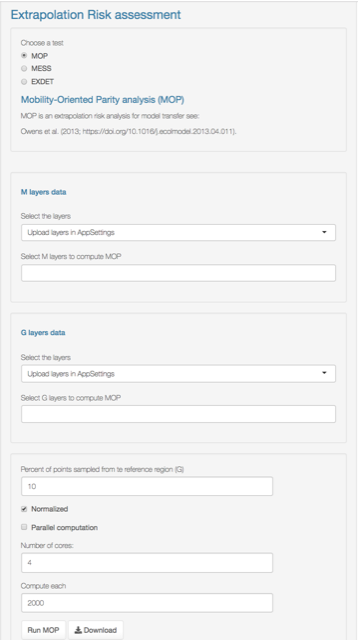 Extrapolation Risk assessment
Choose a test
MOP
MESS
EXDET
Mobility-Oriented Parity analysis (MOP)
MOP is an extrapolation risk analysis for model transfer see:
Owens et al. (2013; https://doi.org/10.1016/j.ecolmodel.2013.04.011).
M layers data
Select the layers
Upload layers in AppSettings
Select M layers to compute MOP
G layers data
Select the layers
Upload layers in AppSettings
Select G layers to compute MOP
Percent of points sampled from te reference region (G)
10
Normalized
Parallel computation
Number of cores:
4
Compute each
2000
Run MOP
Download